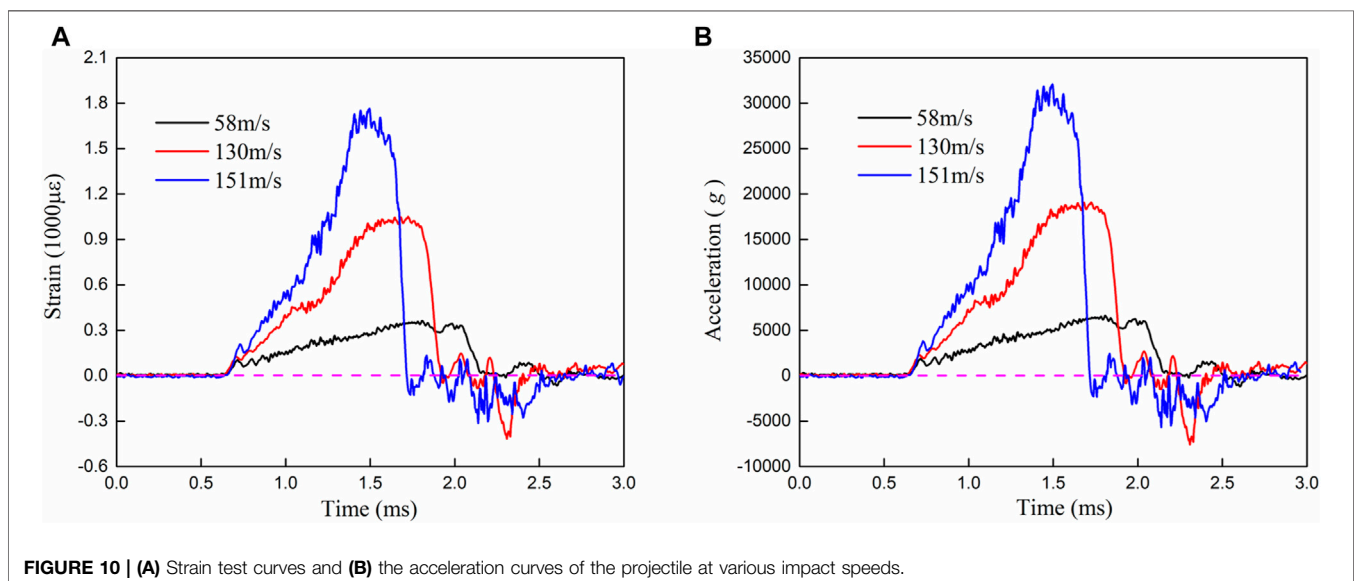 A
2.1
1.8
1.5
1.2
0.9
0.6
0.3
0.0
-0.3
-0.6
Strain (1000με)
58m/s
130m/s
151m/s
0.0 0.5 1.0 1.5 2.0 2.5 3.0
Time (ms)
B
35000
30000
25000
20000
15000
10000
5000
0
-5000
-10000
Acceleration ( g )
58m/s
130m/s
151m/s
0.0 0.5 1.0 1.5 2.0 2.5 3.0
Time (ms)
FIGURE 10 | (A) Strain test curves and (B) the acceleration curves of the projectile at various impact speeds.